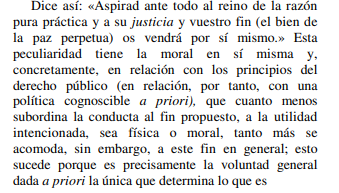 Dice así: «Aspirad ante todo al reino de la razón
pura práctica y a su justicia y vuestro fin (el bien de
la paz perpetua) os vendrá por sí mismo.» Esta
peculiaridad tiene la moral en sí misma y,
concretamente, en relación con los principios del
derecho público (en relación, por tanto, con una
política cognoscible a priori), que cuanto menos
subordina la conducta al fin propuesto, a la utilidad
intencionada, sea física o moral, tanto más se
acomoda, sin embargo, a este fin en general; esto
sucede porque es precisamente la voluntad general
dada a priori la única que determina lo que es